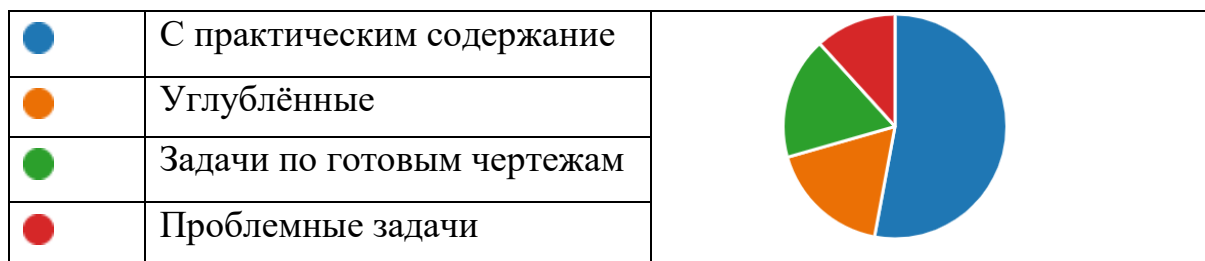 С практическим содержание
Углублённые
Задачи по готовым чертежам
Проблемные задачи